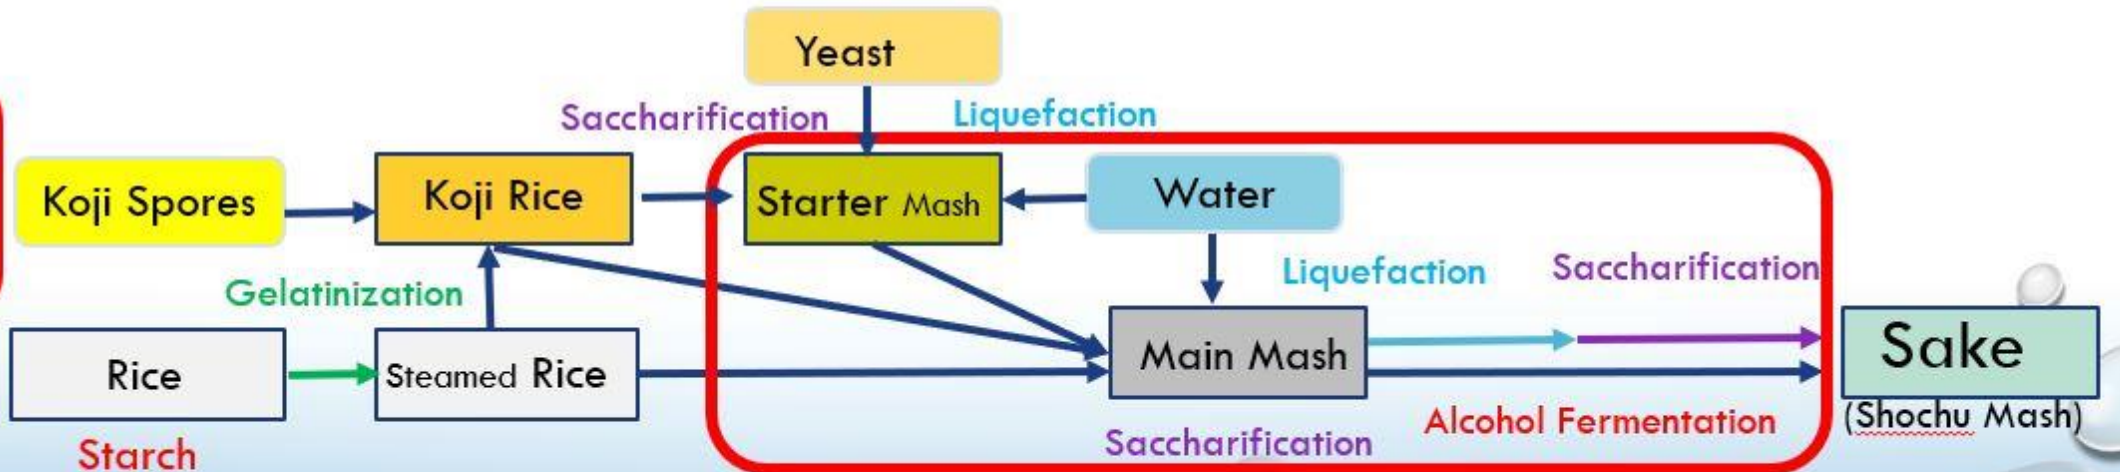 Yeast
Saccharification
Liquefaction
Koji Spores
Koji Rice
Starter Mash
Water
Gelatinization
Liquefaction
Saccharification
Rice
Steamed Rice
Main Mash
Sake
(Shochu Mash)
Starch
Saccharification
Alcohol Fermentation